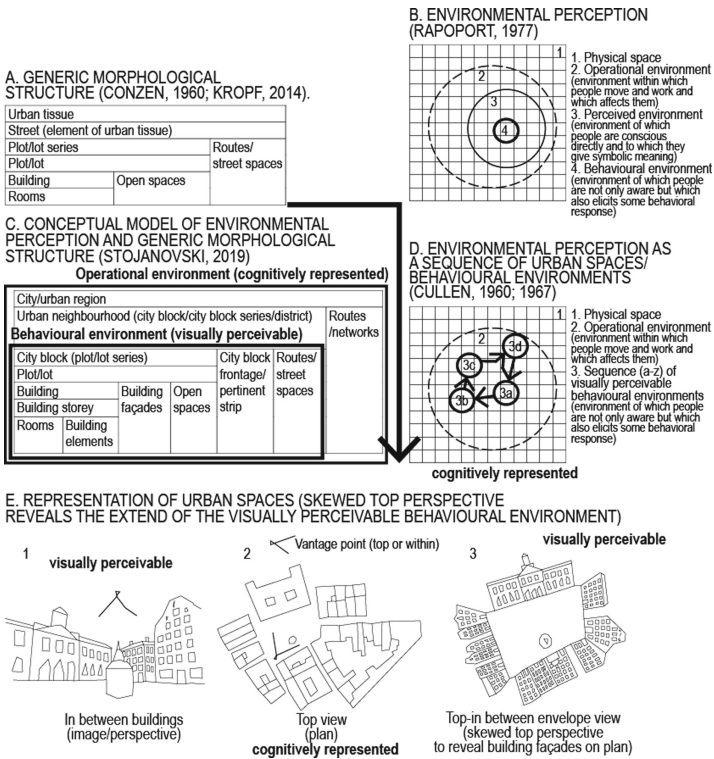 A. GENERIC MORPHOLOGICAL
STRUCTURE (CONZEN, 1960; KROPF, 2014).
Urban tissue
Street (element of urban tissue)
Plot/lot series
Routes/
street spaces
Plot/lot
Building
Open spaces
Rooms
B. ENVIRONMENTAL PERCEPTION
(RAPOPORT, 1977)
1
2
3
4
1. Physical space
2. Operational environment
(environment within which
people move and work and
which affects them)
3. Perceived environment
(environment of which
people are conscious
directly and to which they
give symbolic meaning)
4. Behavioural environment
(environment of which people
are not only aware but which
also elicits some behavioral
response)
C. CONCEPTUAL MODEL OF ENVIRONMENTAL
PERCEPTION AND GENERIC MORPHOLOGICAL
STRUCTURE (STOJANOVSKI, 2019)
Operational environment (cognitively represented)
City/urban region
Urban neighbourhood (city block/city block series/district)
Routes
/networks
Behavioural environment (visually perceivable)
City block (plot/lot series)
City block
frontage/
pertinent
strip
Routes/
street
spaces
Plot/lot
Building
Building
façades
Open
spaces
Building storey
Rooms
Building
elements
D. ENVIRONMENTAL PERCEPTION AS
A SEQUENCE OF URBAN SPACES/
BEHAVIOURAL ENVIRONMENTS
(CULLEN, 1960; 1967)
1
2
3d
3c
3a
3b
1. Physical space
2. Operational environment
(environment within which
people move and work and
which affects them)
3. Sequence (a-z) of
visually perceivable
behavioural environments
(environment of which people
are not only aware but which
also elicits some behavioral
response)
cognitively represented
E. REPRESENTATION OF URBAN SPACES (SKEWED TOP PERSPECTIVE
REVEALS THE EXTEND OF THE VISUALLY PERCEIVABLE BEHAVIOURAL ENVIRONMENT)
1
visually perceivable
In between buildings
(image/perspective)
2
Vantage point (top or within)
Top view
(plan)
cognitively represented
3
visually perceivable
Top-in between envelope view
(skewed top perspective
to reveal building façades on plan)